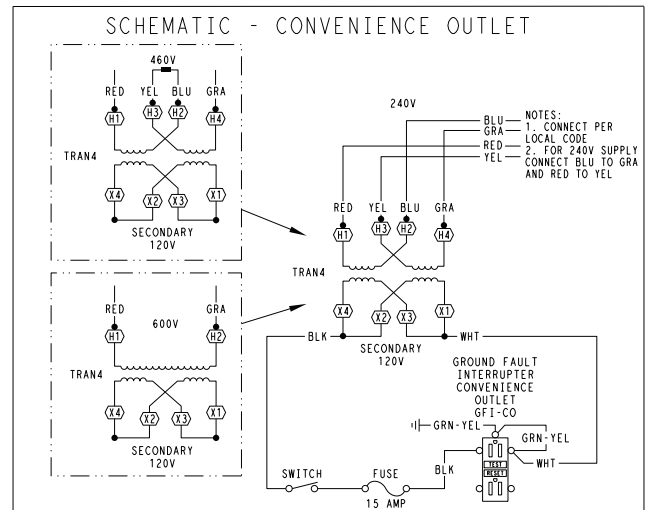 SCHEMATIC - CONVENIENCE OUTLET
460V
RED YEL BLU GRA
H1 H3 H2 H4
TRAN4
X4 X2 X3 X1
SECONDARY
120V
600V
RED GRA
H1 H2
TRAN4
X4 X2 X3 X1
SECONDARY
120V
240V
BLU
GRA
RED
YEL
NOTES:
1. CONNECT PER
LOCAL CODE
2. FOR 240V SUPPLY
CONNECT BLU TO GRA
AND RED TO YEL
RED YEL BLU GRA
H1 H3 H2 H4
TRAN4
X4 X2 X3 X1
BLK
WHT
SECONDARY
120V
GROUND FAULT
INTERRUPTER
CONVENIENCE
OUTLET
GFI-CO
GRN-YEL
GRN-YEL
WHT
TEST
RESET
BLK
SWITCH
FUSE
15 AMP